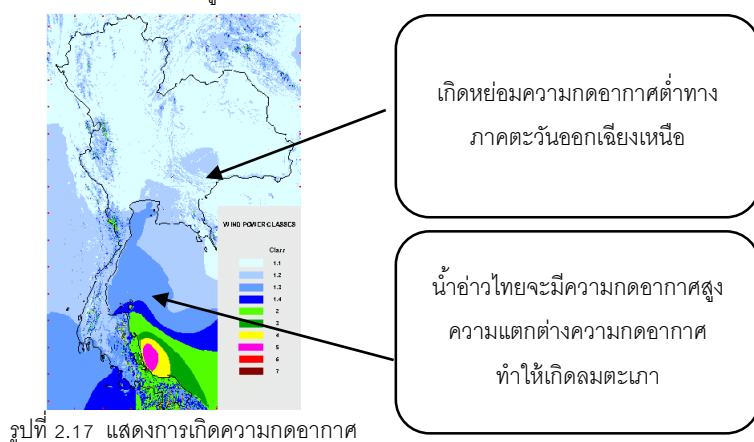 เกิดหย่อมความกดอากาศต่ำทาง
ภาคตะวันออกเฉียงเหนือ
WIND POWER CLASSES
Class
1.1
1.2
1.3
1.4
2
3
4
5
6
7
น้ำอ่าวไทยจะมีความกดอากาศสูง
ความแตกต่างความกดอากาศ
ทำให้เกิดลมตะเภา
รูปที่ 2.17 แสดงการเกิดความกดอากาศ